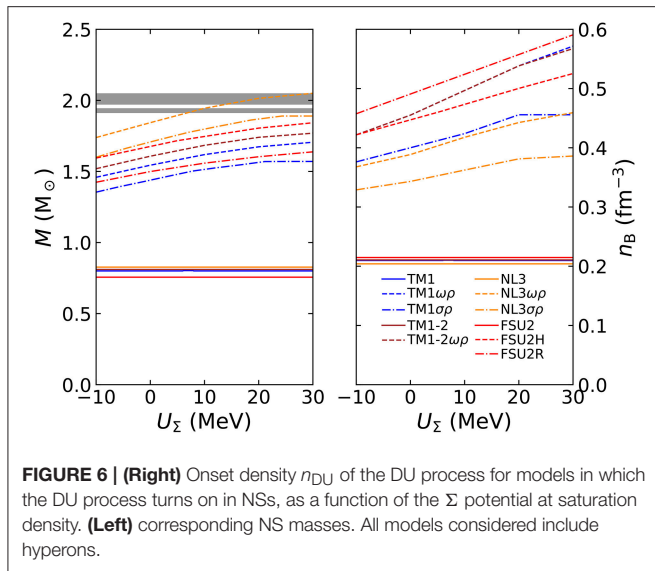 2.5
2.0
1.5
1.0
0.5
0.0
M (M⊙)
−10 0 10 20 30
U_Σ (MeV)
0.6
0.5
0.4
0.3
0.2
0.1
0.0
n_B (fm⁻³)
TM1
TM1ωρ
TM1σρ
TM1-2
TM1-2ωρ
NL3
NL3ωρ
NL3σρ
FSU2
FSU2H
FSU2R
−10 0 10 20 30
U_Σ (MeV)
FIGURE 6 | (Right) Onset density n_DU of the DU process for models in which
the DU process turns on in NSs, as a function of the Σ potential at saturation
density. (Left) corresponding NS masses. All models considered include
hyperons.